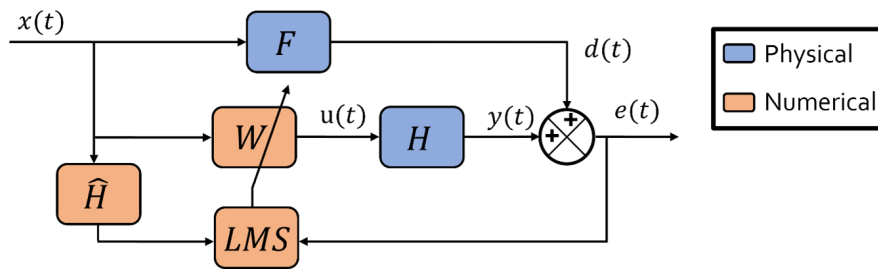 x(t)
F
d(t)
Physical
Numerical
W
u(t)
H
y(t)
+
+
e(t)
Ĥ
LMS